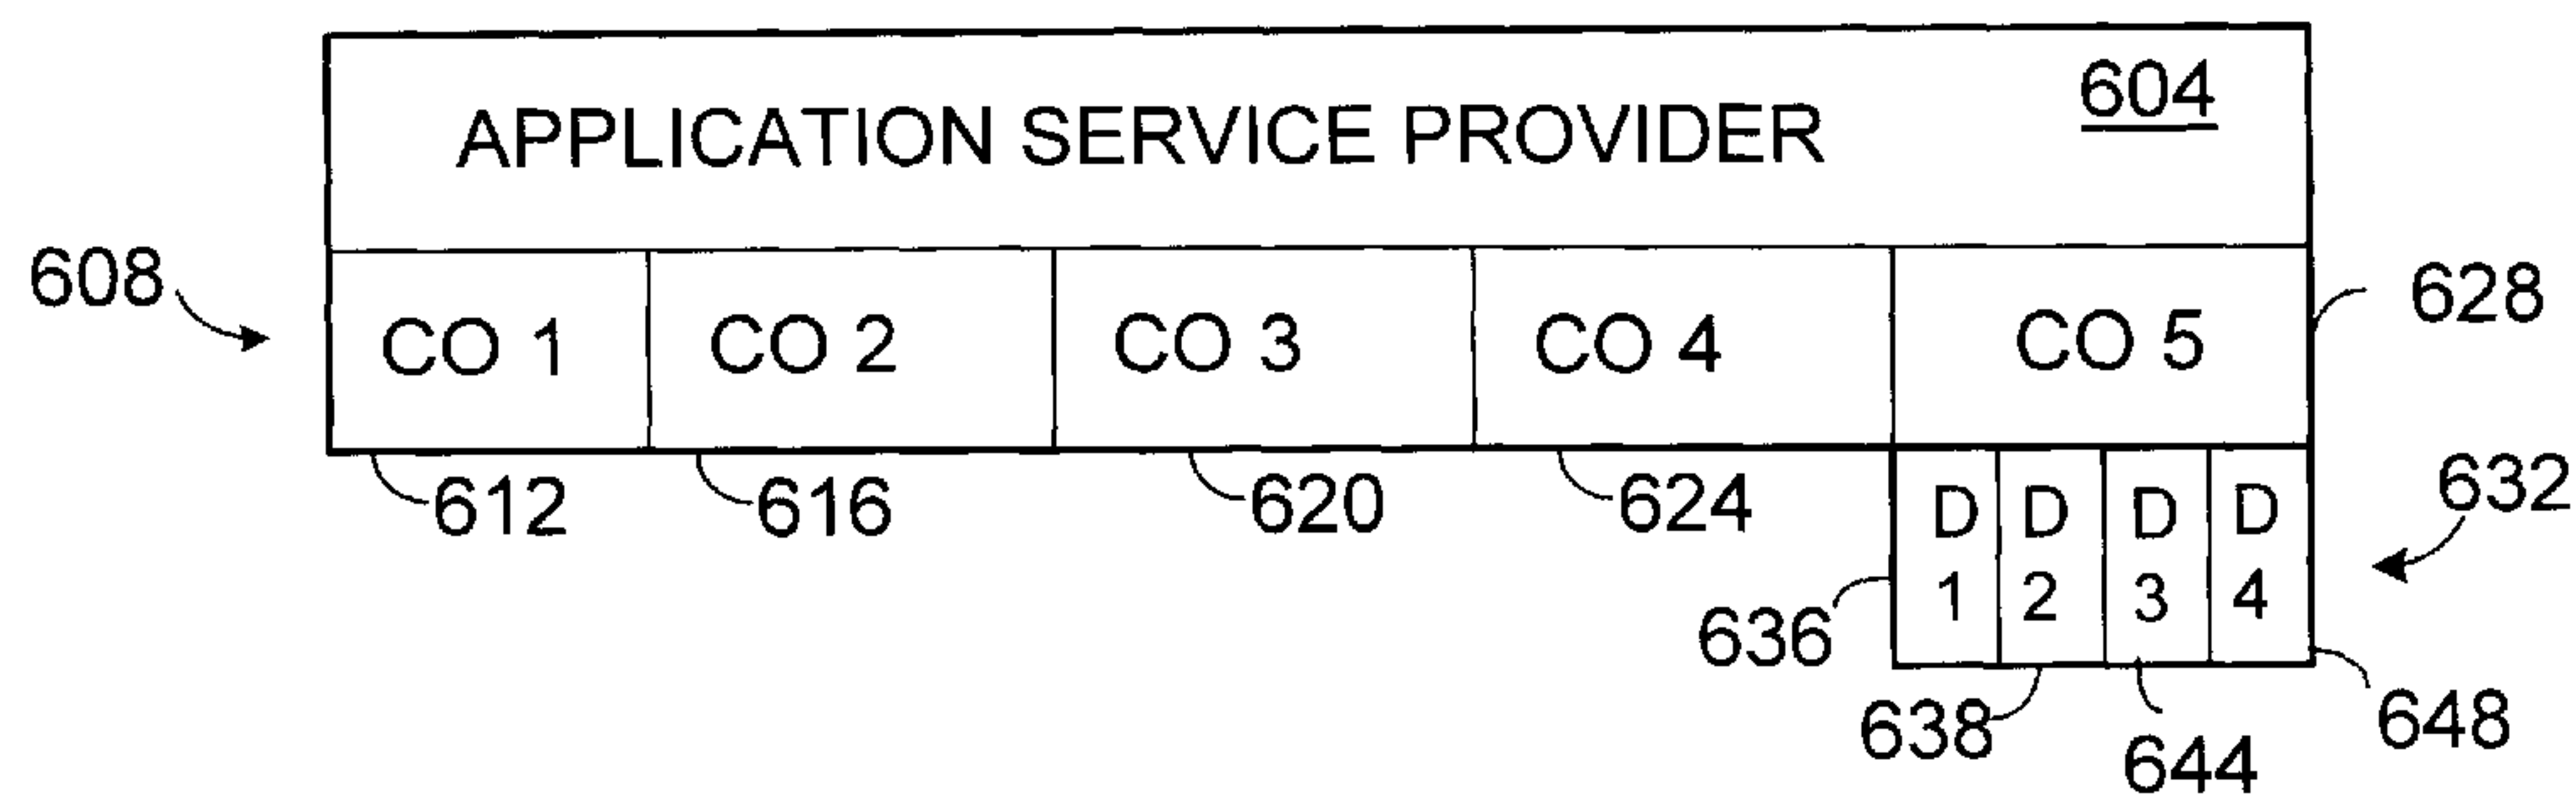 604
APPLICATION SERVICE PROVIDER
608
CO 1
CO 2
CO 3
CO 4
CO 5
628
612
616
620
624
632
D 1
D 2
D 3
D 4
636
638
644
648